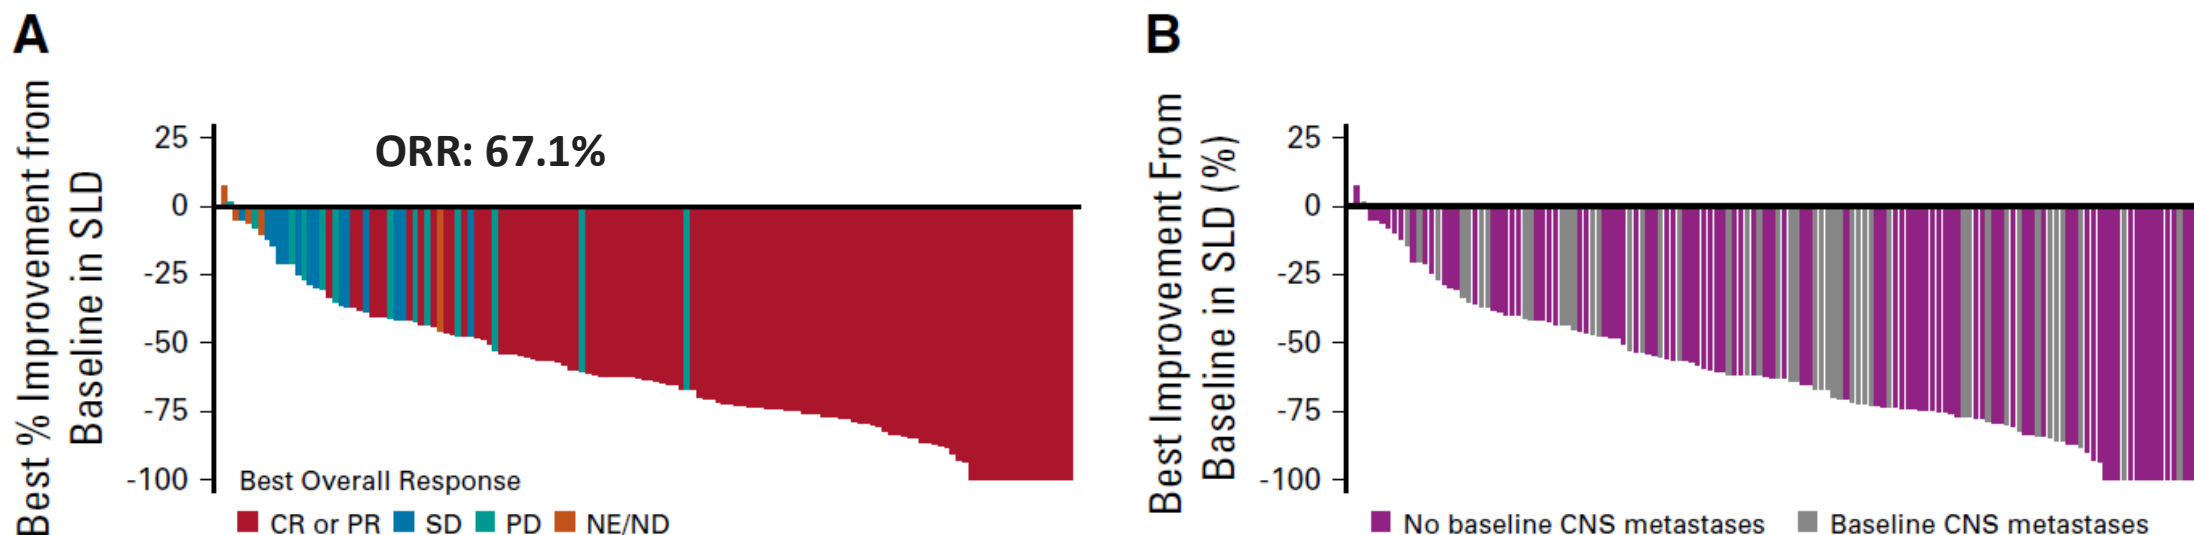 A
Best % Improvement from
Baseline in SLD
25
0
-25
-50
-75
-100
ORR: 67.1%
Best Overall Response
CR or PR
SD
PD
NE/ND
B
Best Improvement From
Baseline in SLD (%)
25
0
-25
-50
-75
-100
No baseline CNS metastases
Baseline CNS metastases